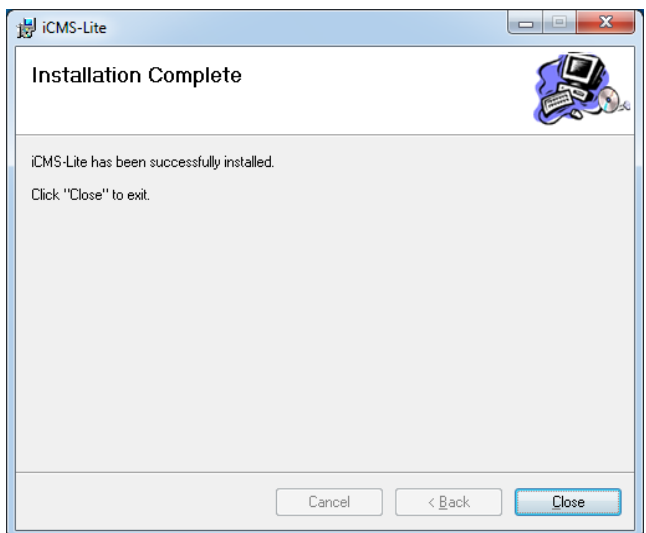 iCMS-Lite
Installation Complete
iCMS-Lite has been successfully installed.
Click "Close" to exit.
Cancel
< Back
Close